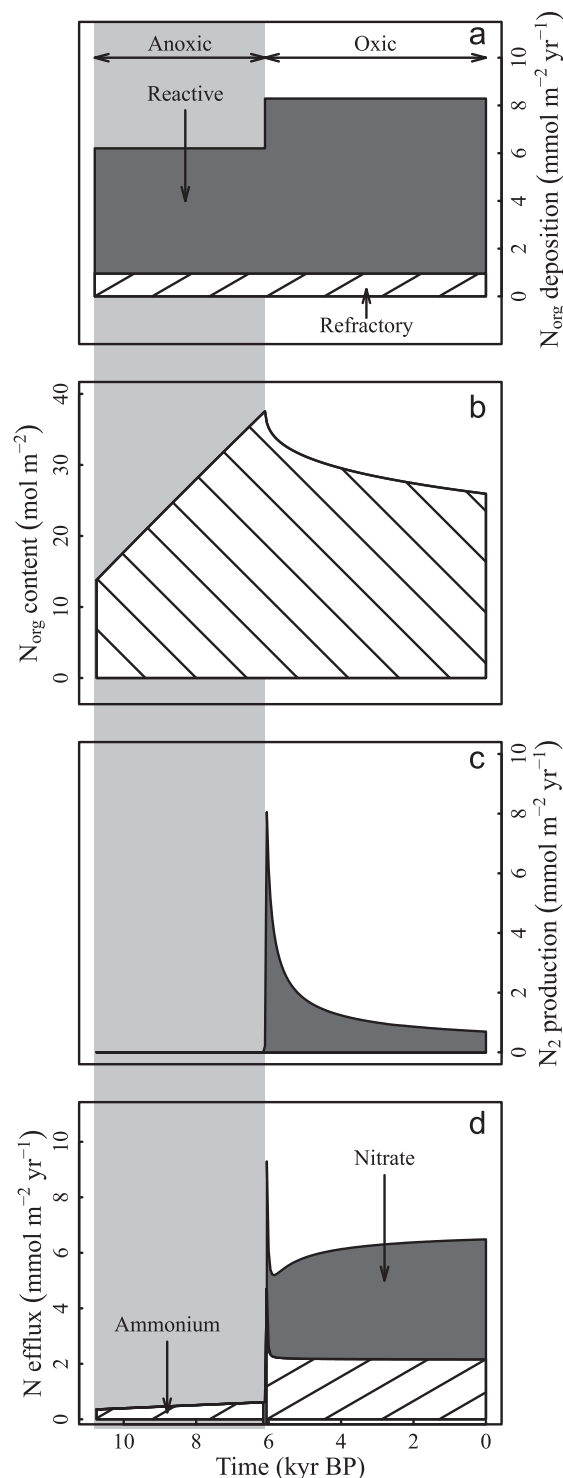 a
Anoxic
Oxic
Reactive
Refractory
0 2 4 6 8 10
N_org deposition (mmol m⁻² yr⁻¹)
b
0 10 20 30 40
N_org content (mol m⁻²)
c
0 2 4 6 8 10
N₂ production (mmol m⁻² yr⁻¹)
d
Nitrate
Ammonium
0 2 4 6 8 10
N efflux (mmol m⁻² yr⁻¹)
10 8 6 4 2 0
Time (kyr BP)